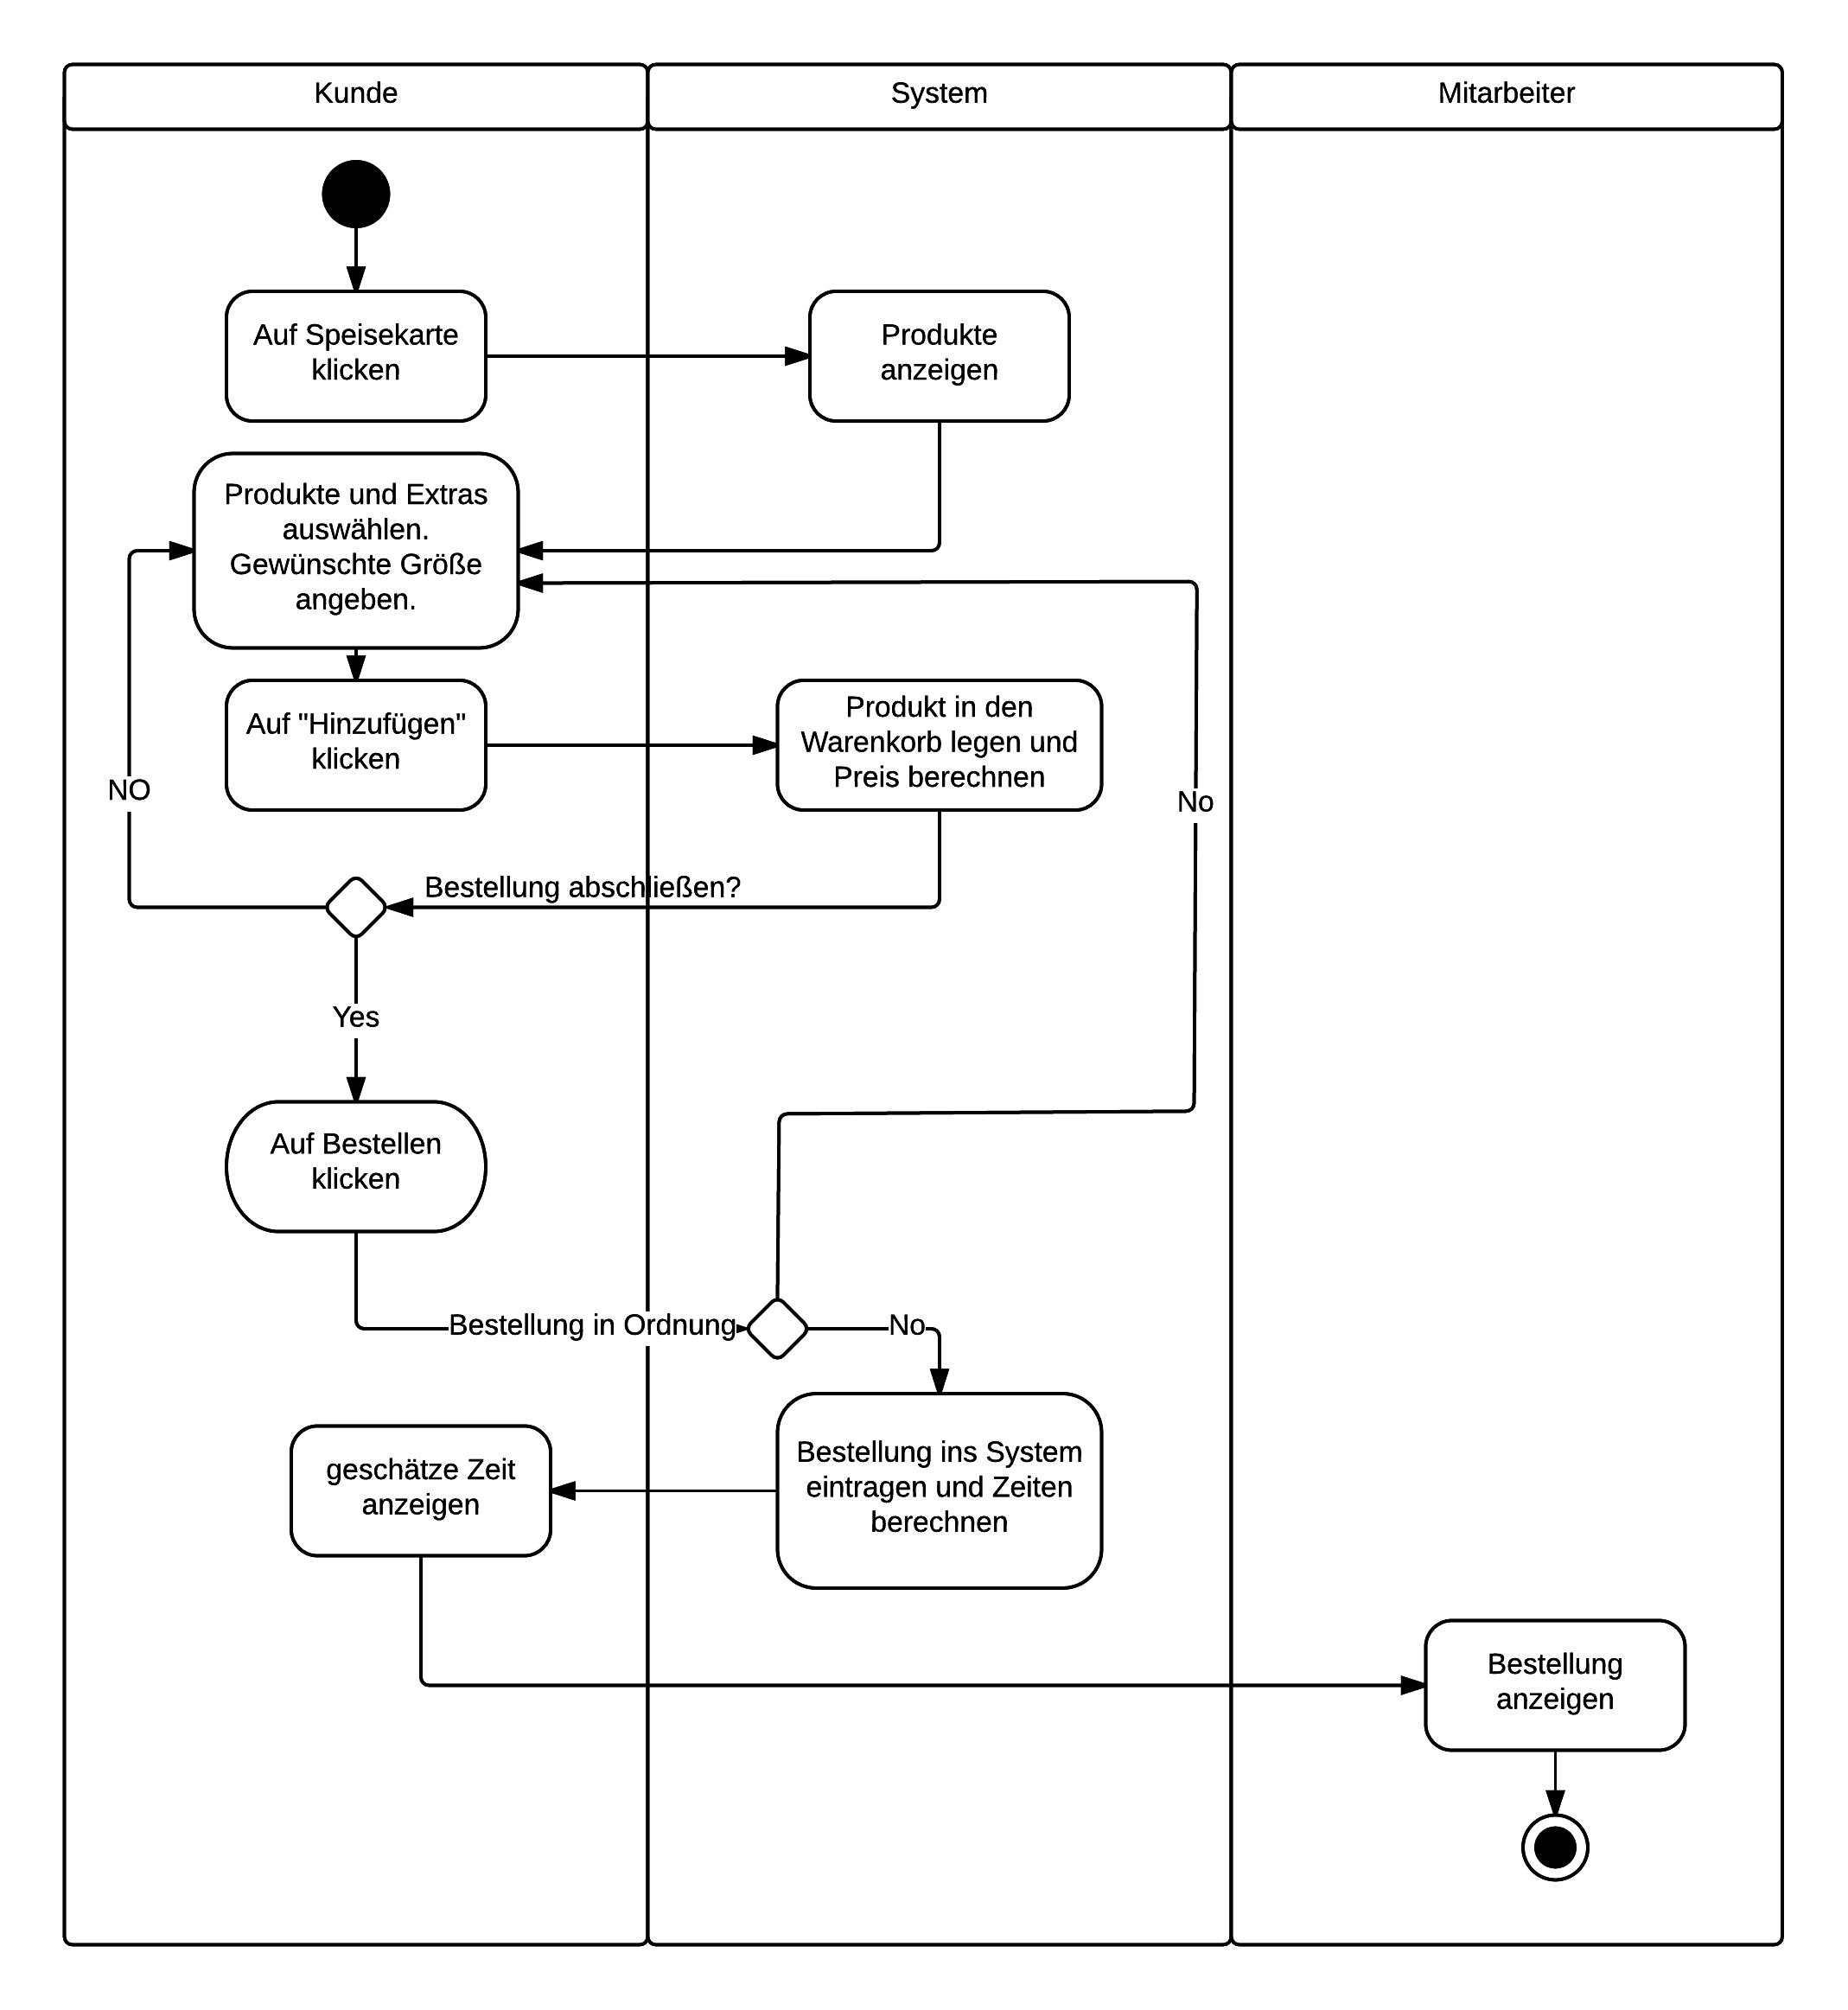 Kunde
System
Mitarbeiter
Auf Speisekarte
klicken
Produkte
anzeigen
Produkte und Extras
auswählen.
Gewünschte Größe
angeben.
Auf "Hinzufügen"
klicken
Produkt in den
Warenkorb legen und
Preis berechnen
NO
No
Bestellung abschließen?
Yes
Auf Bestellen
klicken
Bestellung in Ordnung
No
geschätze Zeit
anzeigen
Bestellung ins System
eintragen und Zeiten
berechnen
Bestellung
anzeigen